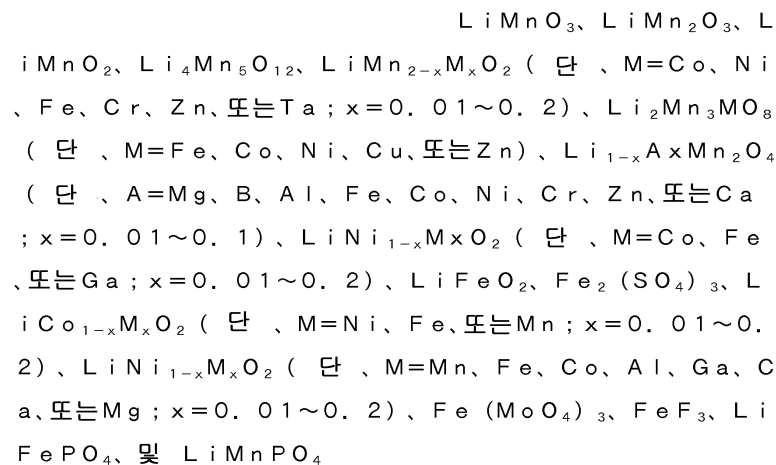 LiMnO₃、LiMn₂O₃、L
iMnO₂、Li₄Mn₅O₁₂、LiMn₂₋ₓMₓO₂( 단 、M=Co、Ni
、Fe、Cr、Zn、또는Ta;x=0.01~0.2)、Li₂Mn₃MO₈
( 단 、M=Fe、Co、Ni、Cu、또는Zn)、Li₁₋ₓAxMn₂O₄
( 단 、A=Mg、B、Al、Fe、Co、Ni、Cr、Zn、또는Ca
;x=0.01~0.1)、LiNi₁₋ₓMxO₂( 단 、M=Co、Fe
、또는Ga;x=0.01~0.2)、LiFeO₂、Fe₂(SO₄)₃、L
iCo₁₋ₓMₓO₂( 단 、M=Ni、Fe、또는Mn;x=0.01~0.
2)、LiNi₁₋ₓMₓO₂( 단 、M=Mn、Fe、Co、Al、Ga、C
a、또는Mg;x=0.01~0.2)、Fe(MoO₄)₃、FeF₃、Li
FePO₄、및 LiMnPO₄